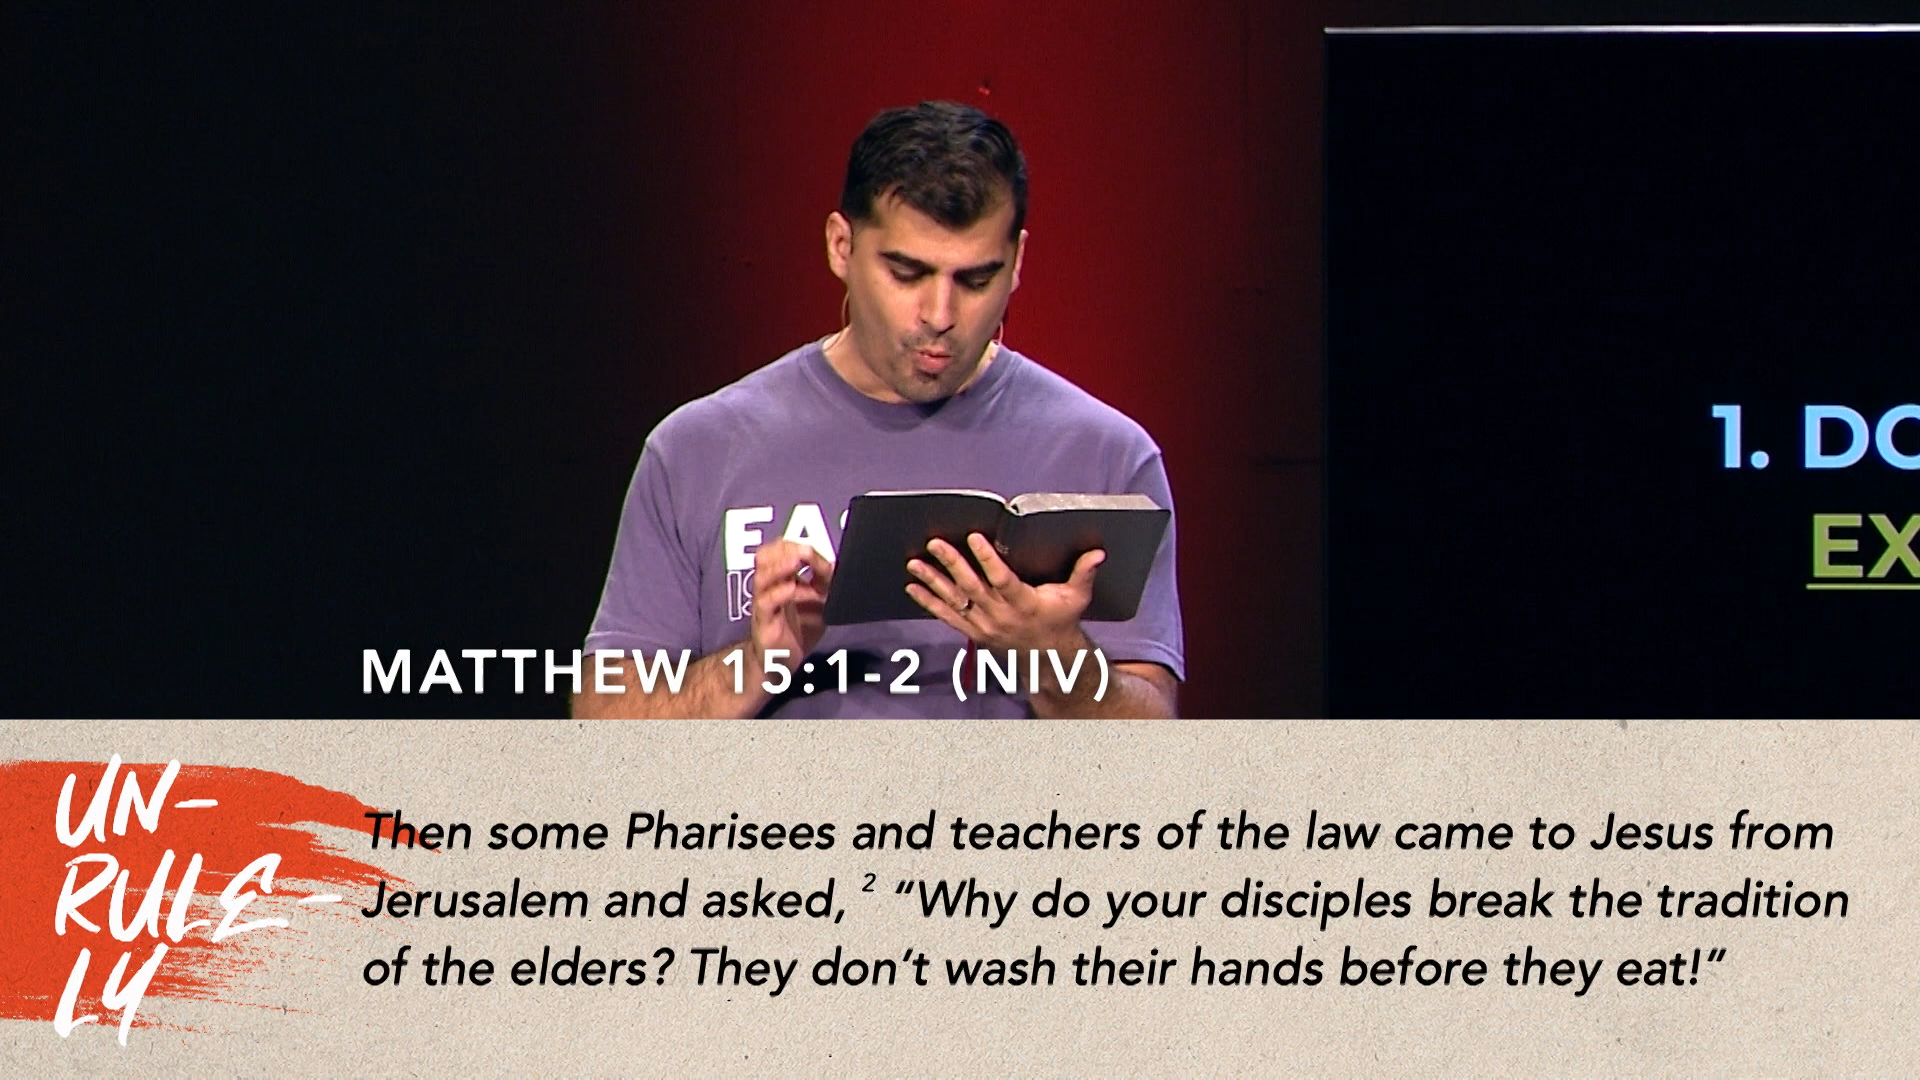 1. DO
EX
EA
MATTHEW 15:1-2 (NIV)
UN-
RULE-
LY
Then some Pharisees and teachers of the law came to Jesus from
Jerusalem and asked, ² “Why do your disciples break the tradition
of the elders? They don’t wash their hands before they eat!”